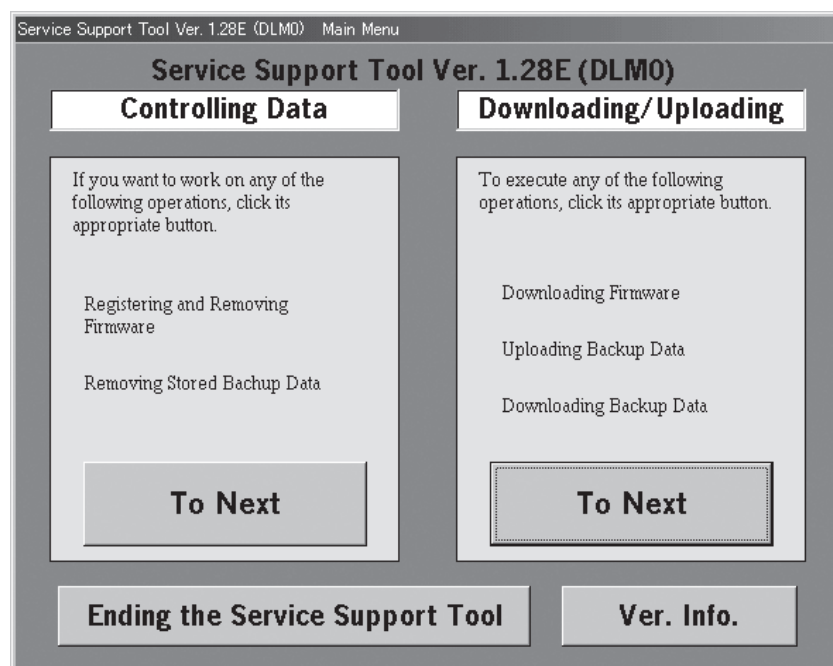 Service Support Tool Ver. 1.28E (DLM0) Main Menu
Service Support Tool Ver. 1.28E (DLM0)
Controlling Data
If you want to work on any of the
following operations, click its
appropriate button.
Registering and Removing
Firmware
Removing Stored Bachup Data
To Next
Downloading/Uploading
To execute any of the following
operations, click its appropriate button.
Downloading Firmware
Uploading Backup Data
Downloading Backup Data
To Next
Ending the Service Support Tool
Ver. Info.